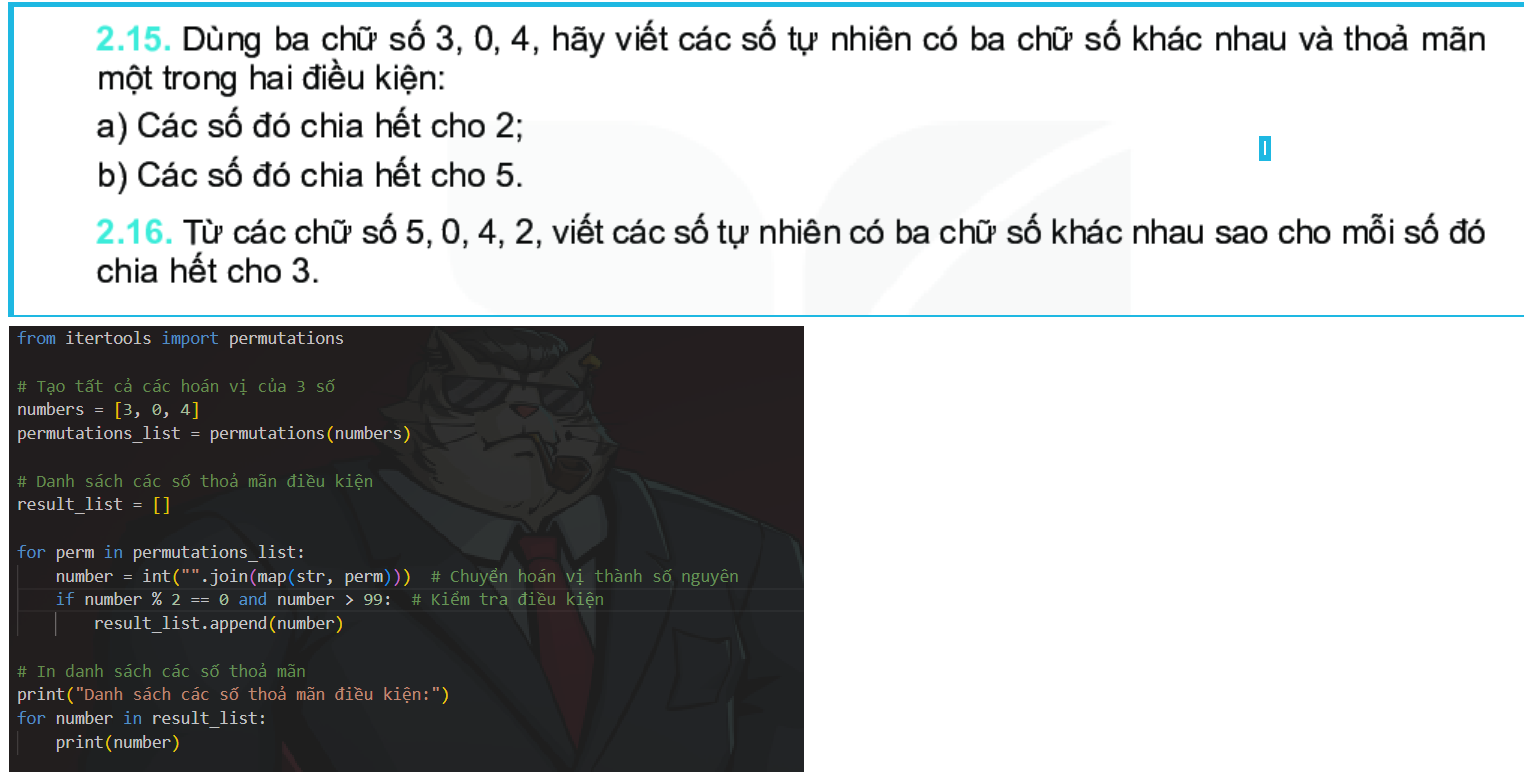 2.15. Dùng ba chữ số 3, 0, 4, hãy viết các số tự nhiên có ba chữ số khác nhau và thoả mãn
một trong hai điều kiện:
a) Các số đó chia hết cho 2;
b) Các số đó chia hết cho 5.
2.16. Từ các chữ số 5, 0, 4, 2, viết các số tự nhiên có ba chữ số khác nhau sao cho mỗi số đó
chia hết cho 3.
from itertools import permutations
# Tạo tất cả các hoán vị của 3 số
numbers = [3, 0, 4]
permutations_list = permutations(numbers)
# Danh sách các số thoả mãn điều kiện
result_list = []
for perm in permutations_list:
    number = int("".join(map(str, perm)))  # Chuyển hoán vị thành số nguyên
    if number % 2 == 0 and number > 99:  # Kiểm tra điều kiện
        result_list.append(number)
# In danh sách các số thoả mãn
print("Danh sách các số thoả mãn điều kiện:")
for number in result_list:
    print(number)